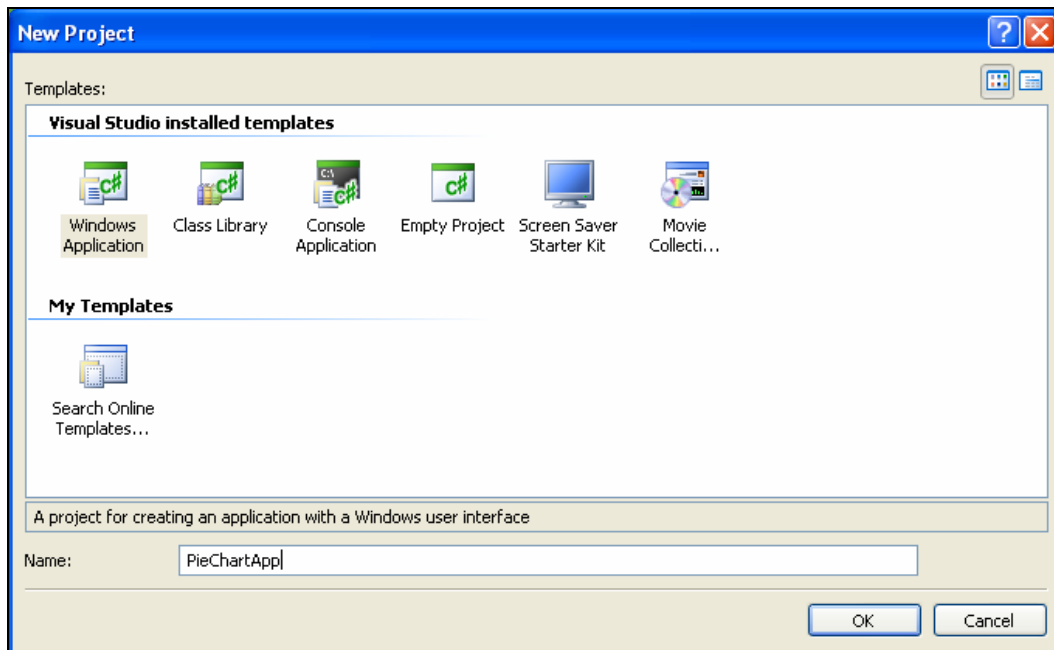 New Project
Templates:
Visual Studio installed templates
Windows Application
Class Library
Console Application
Empty Project
Screen Saver Starter Kit
Movie Collecti...
My Templates
Search Online Templates...
A project for creating an application with a Windows user interface
Name:
PieChartApp
OK
Cancel